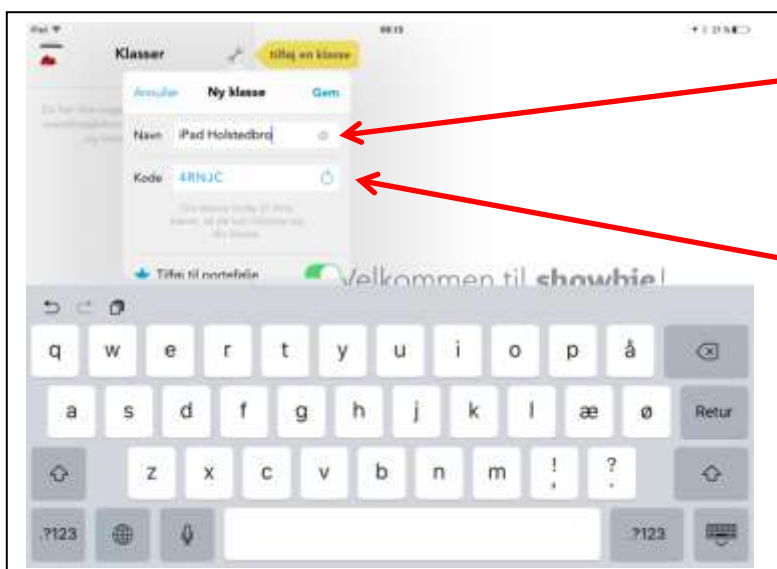 iPad
Klasser
tilføj en klasse
Annuller Ny klasse Gem
Navn iPad Holstedbro
Kode 4RNJC
Tilføj til portefølje
Velkommen til showbie!
q w e r t y u i o p å
a s d f g h j k l æ ø Retur
z x c v b n m ! , ? .
.?123 .?123